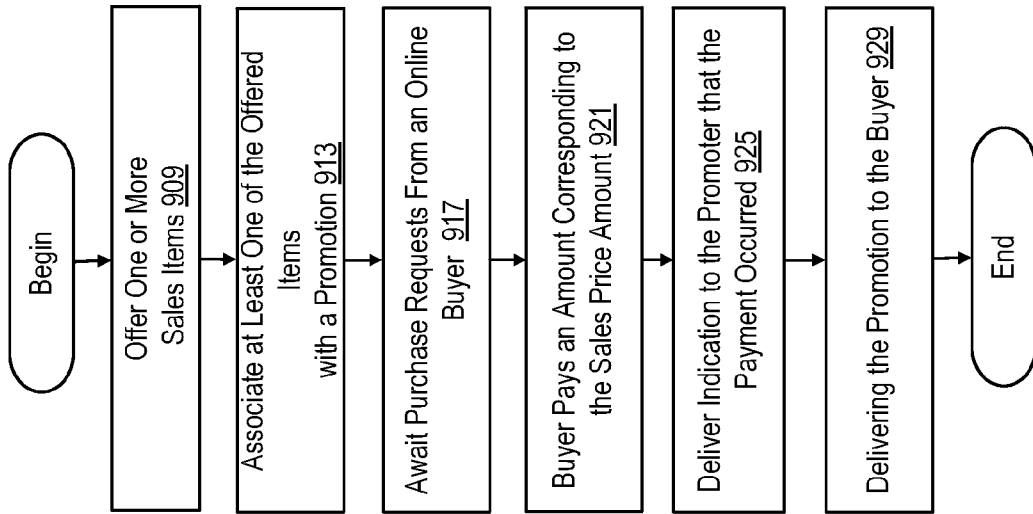 Begin
Offer One or More
Sales Items 909
Associate at Least One of the Offered
Items
with a Promotion 913
Await Purchase Requests From an Online
Buyer 917
Buyer Pays an Amount Corresponding to
the Sales Price Amount 921
Deliver Indication to the Promoter that the
Payment Occurred 925
Delivering the Promotion to the Buyer 929
End